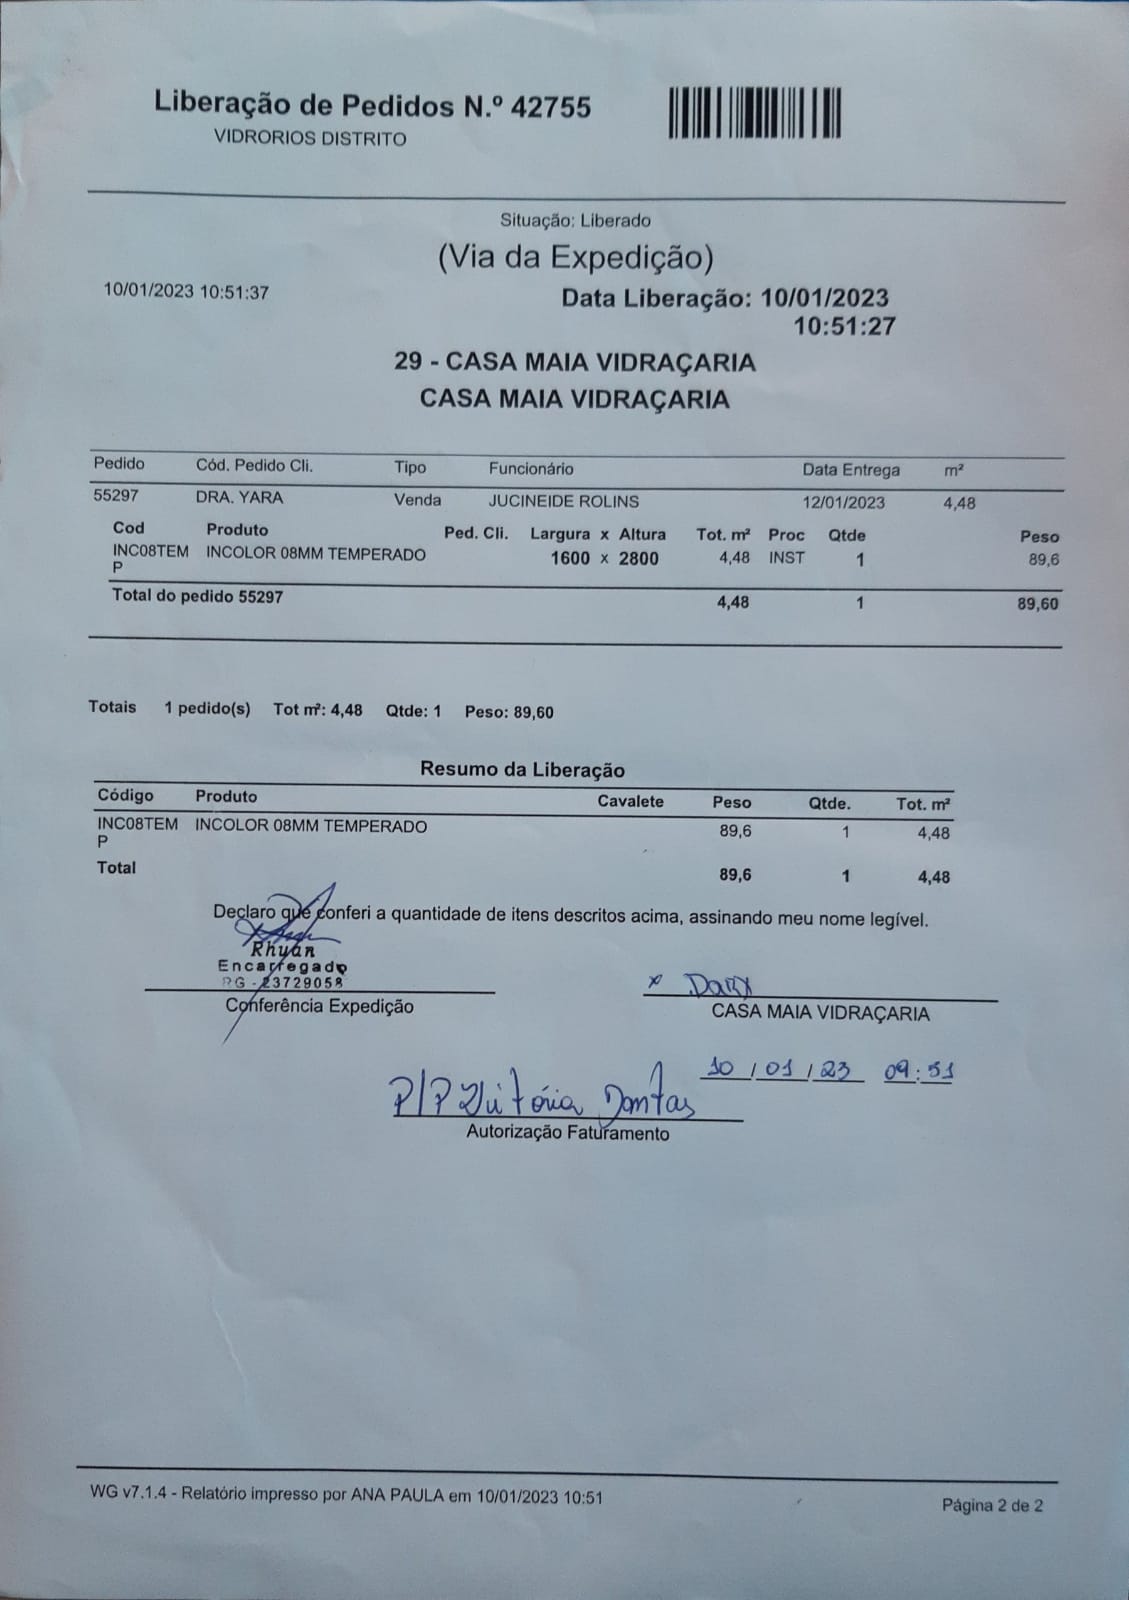 Liberação de Pedidos N.º 42755
VIDRORIOS DISTRITO
Situação: Liberado
(Via da Expedição)
10/01/2023 10:51:37
Data Liberação: 10/01/2023
10:51:27
29 - CASA MAIA VIDRAÇARIA
CASA MAIA VIDRAÇARIA
Pedido Cód. Pedido Cli. Tipo Funcionário Data Entrega m²
55297 DRA. YARA Venda JUCINEIDE ROLINS 12/01/2023 4,48
Cod Produto Ped. Cli. Largura x Altura Tot. m² Proc Qtde Peso
INC08TEM INCOLOR 08MM TEMPERADO 1600 x 2800 4,48 INST 1 89,6
P
Total do pedido 55297 4,48 1 89,60
Totais 1 pedido(s) Tot m²: 4,48 Qtde: 1 Peso: 89,60
Resumo da Liberação
Código Produto Cavalete Peso Qtde. Tot. m²
INC08TEM INCOLOR 08MM TEMPERADO 89,6 1 4,48
P
Total 89,6 1 4,48
Declaro que conferi a quantidade de itens descritos acima, assinando meu nome legível.
Rhuan
Encarregado
RG - 23729058
Conferência Expedição
x Darx
CASA MAIA VIDRAÇARIA
10 / 01 / 23 09:51
P/P Vitória Dantas
Autorização Faturamento
WG v7.1.4 - Relatório impresso por ANA PAULA em 10/01/2023 10:51
Página 2 de 2